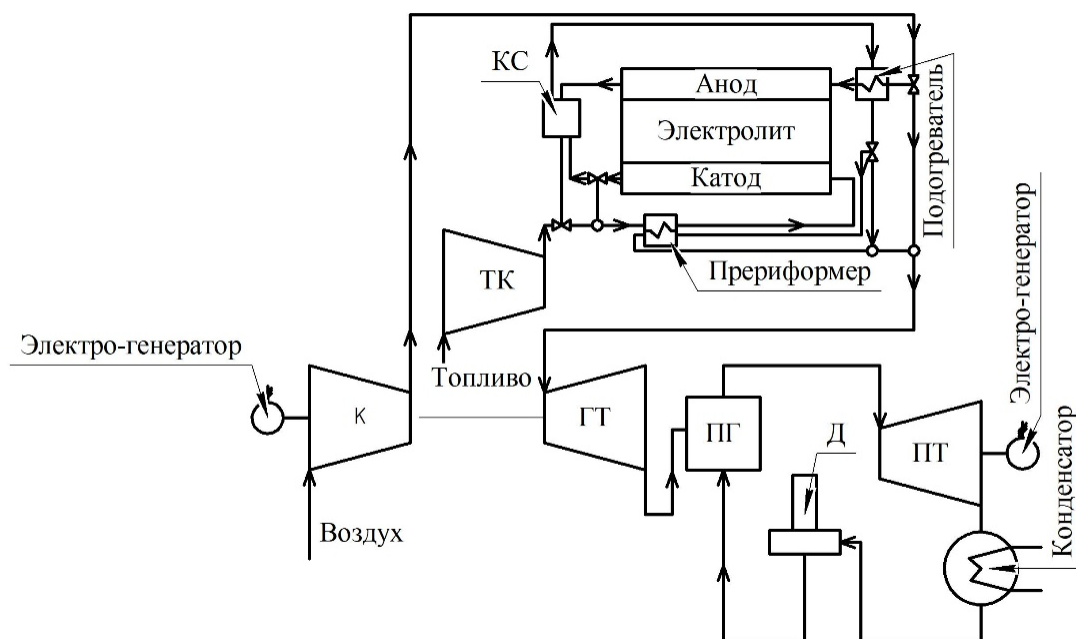 КС
Анод
Электролит
Катод
Подогреватель
ТК
Прериформер
Электро-генератор
Топливо
К
ГТ
ПГ
Д
ПТ
Электро-генератор
Конденсатор
Воздух